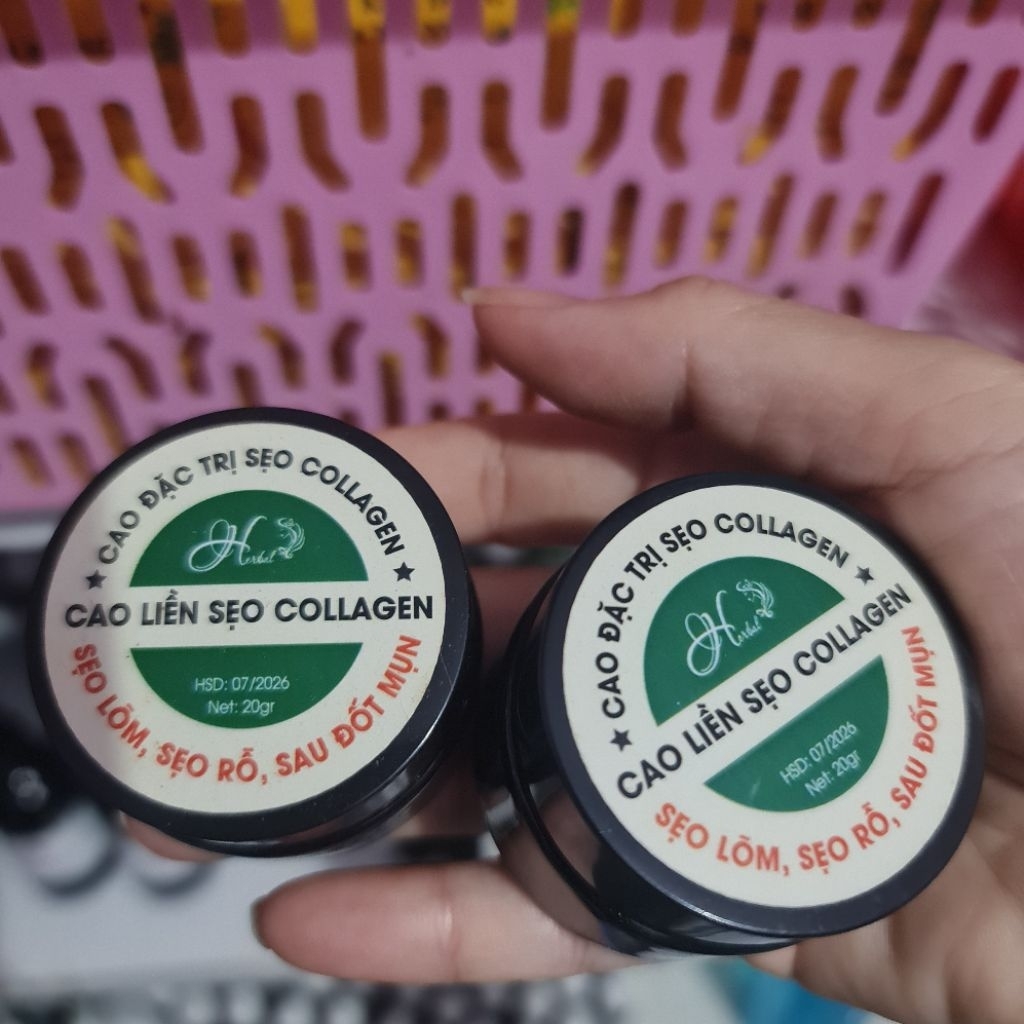 CAO ĐẶC TRỊ SẸO COLLAGEN
Herbal
CAO LIỀN SẸO COLLAGEN
HSD: 07/2026
Net: 20gr
SẸO LÕM, SẸO RỖ, SAU ĐỐT MỤN
CAO ĐẶC TRỊ SẸO COLLAGEN
Herbal
CAO LIỀN SẸO COLLAGEN
HSD: 07/2026
Net: 20gr
SẸO LÕM, SẸO RỖ, SAU ĐỐT MỤN